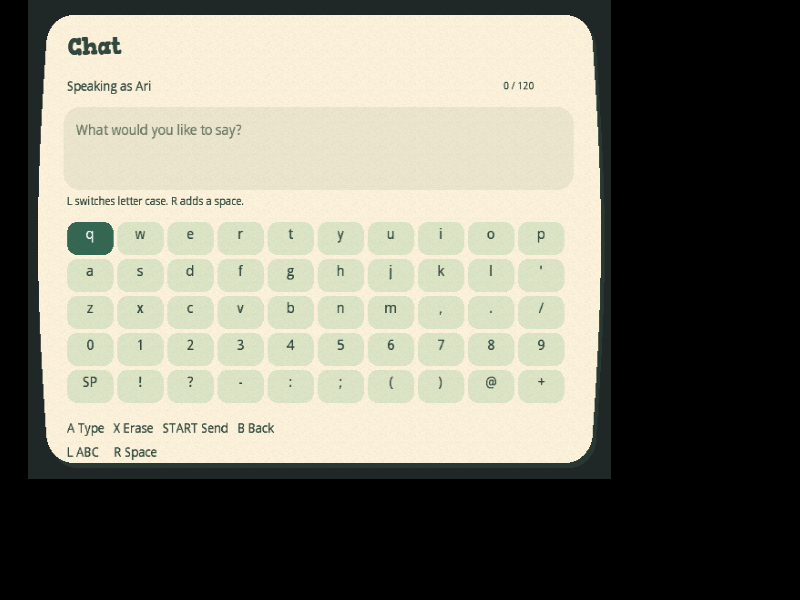 Chat
Speaking as Ari 0 / 120
What would you like to say?
L switches letter case. R adds a space.
q w e r t y u i o p
a s d f g h j k l '
z x c v b n m , . /
0 1 2 3 4 5 6 7 8 9
SP ! ? - : ; ( ) @ +
A Type X Erase START Send B Back
L ABC R Space